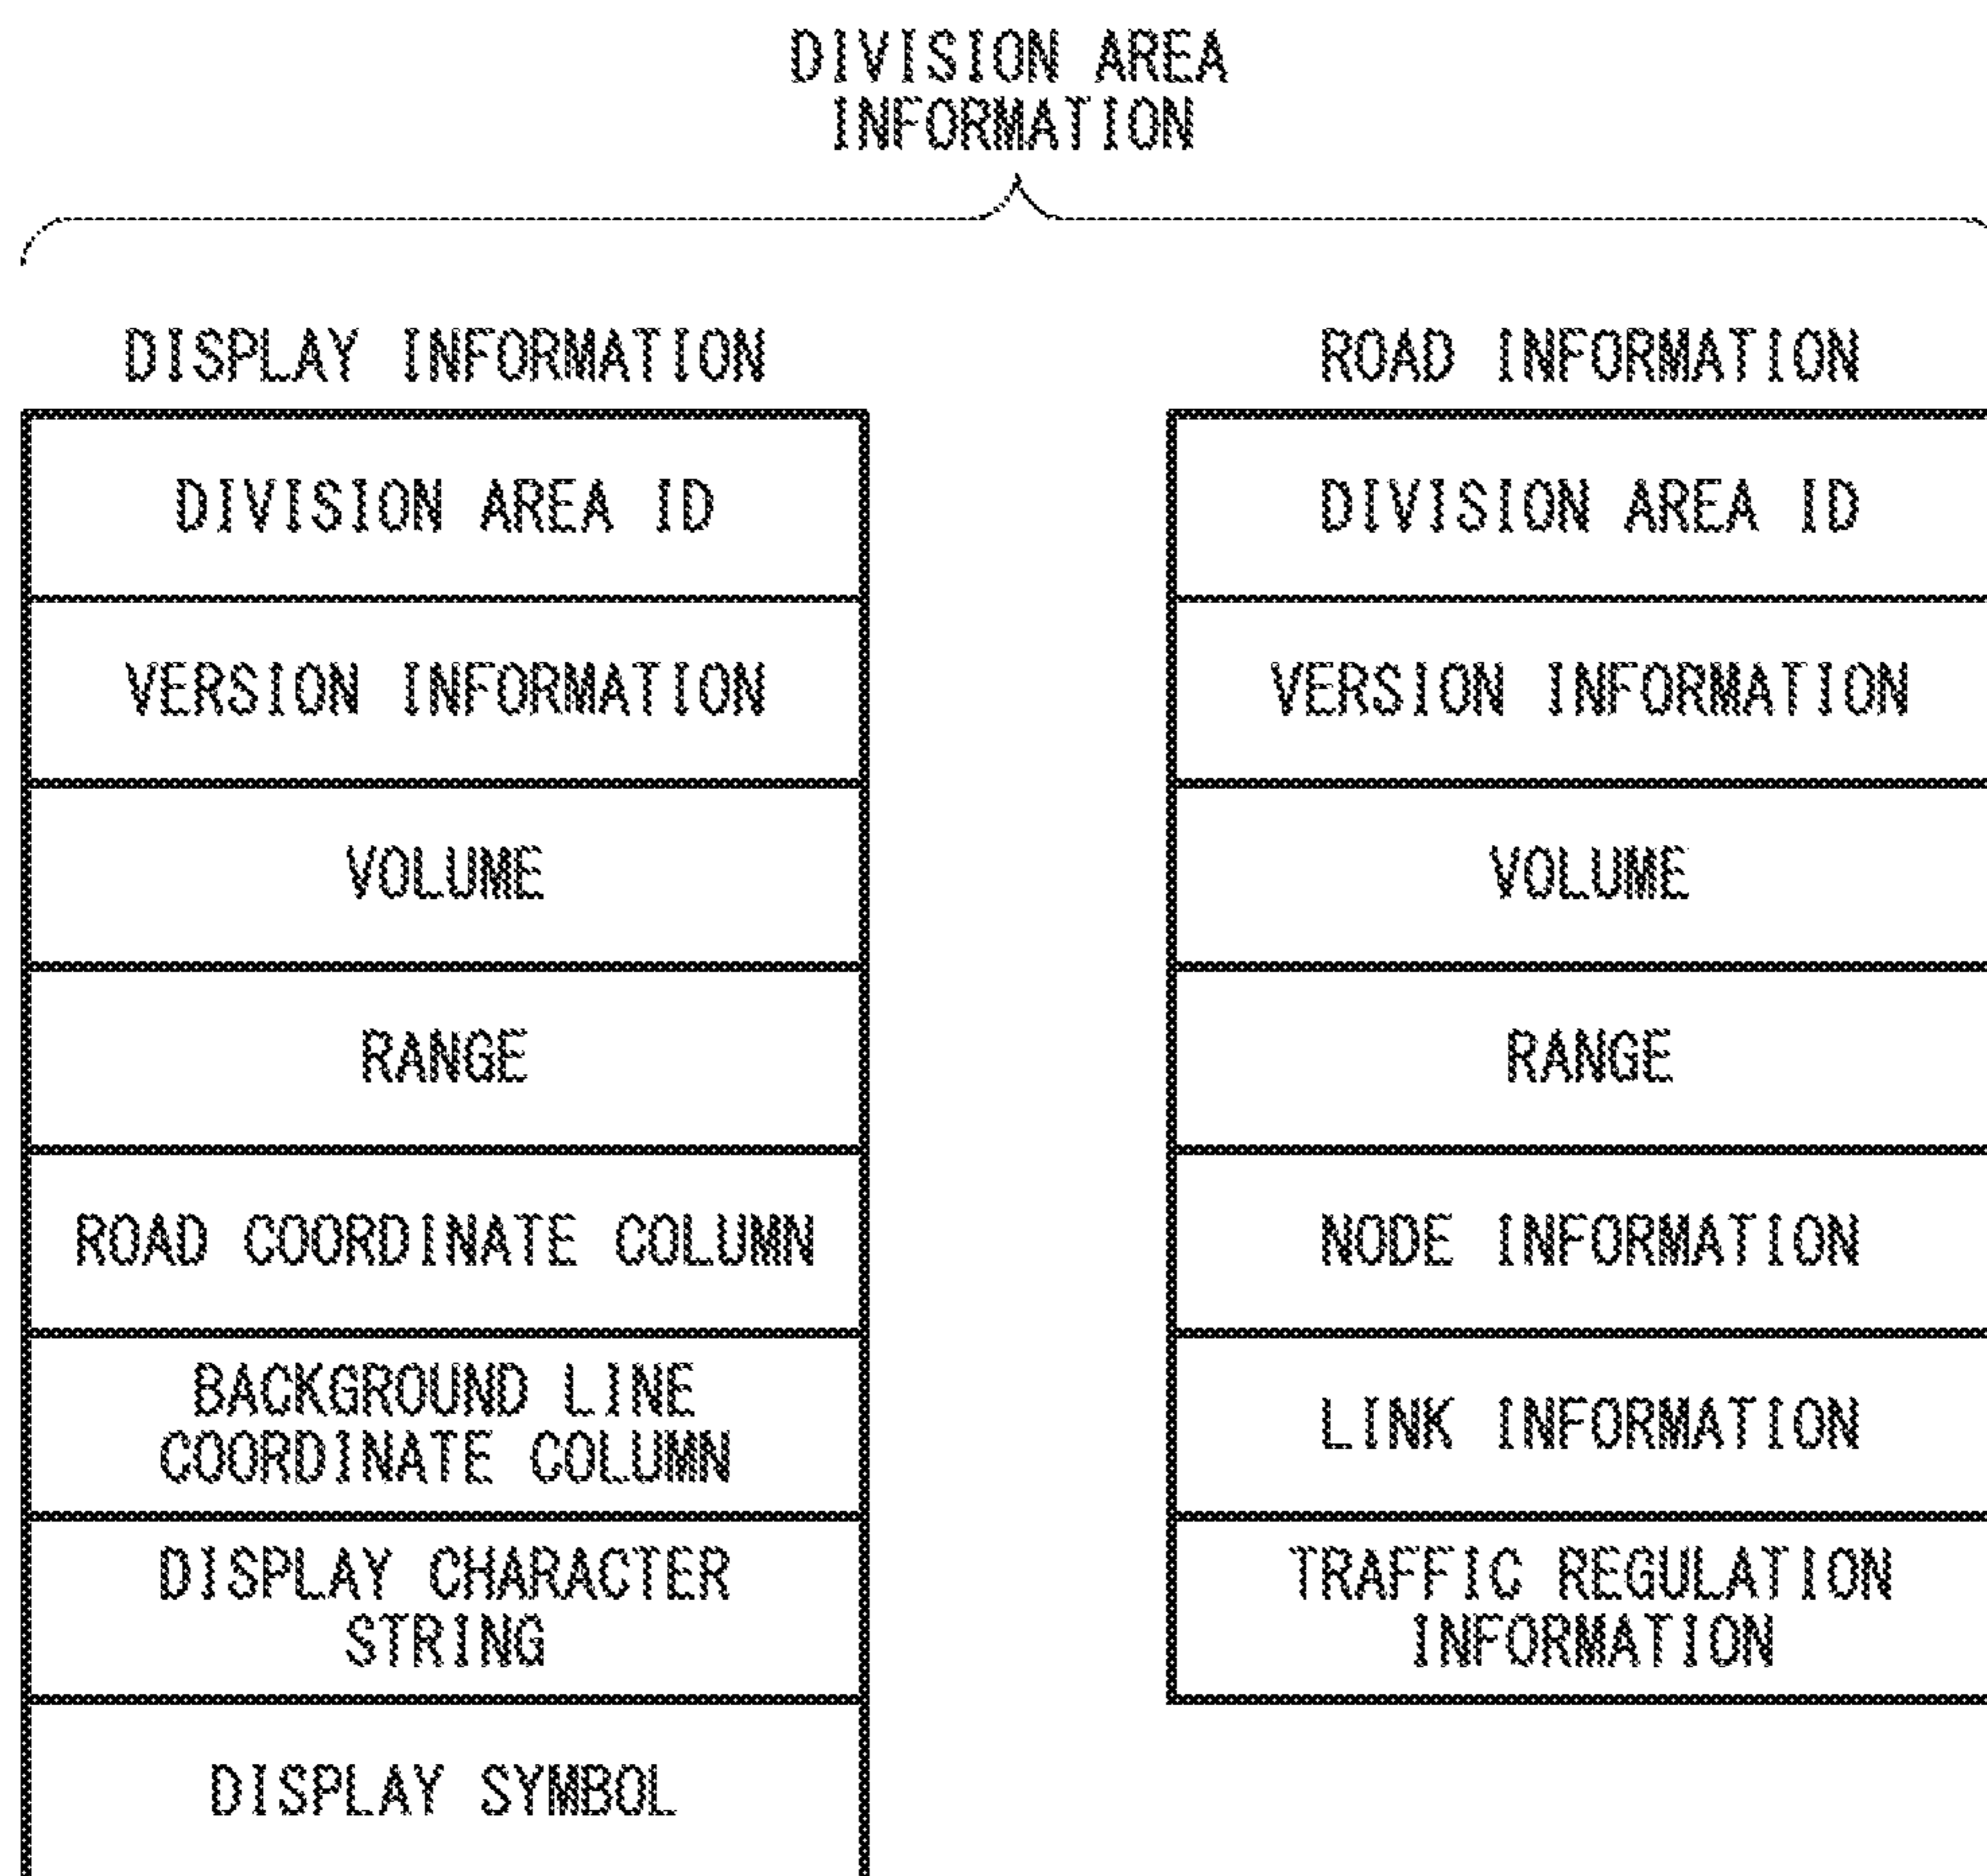 DIVISION AREA
INFORMATION
DISPLAY INFORMATION
DIVISION AREA ID
VERSION INFORMATION
VOLUME
RANGE
ROAD COORDINATE COLUMN
BACKGROUND LINE
COORDINATE COLUMN
DISPLAY CHARACTER
STRING
DISPLAY SYMBOL
ROAD INFORMATION
DIVISION AREA ID
VERSION INFORMATION
VOLUME
RANGE
NODE INFORMATION
LINK INFORMATION
TRAFFIC REGULATION
INFORMATION